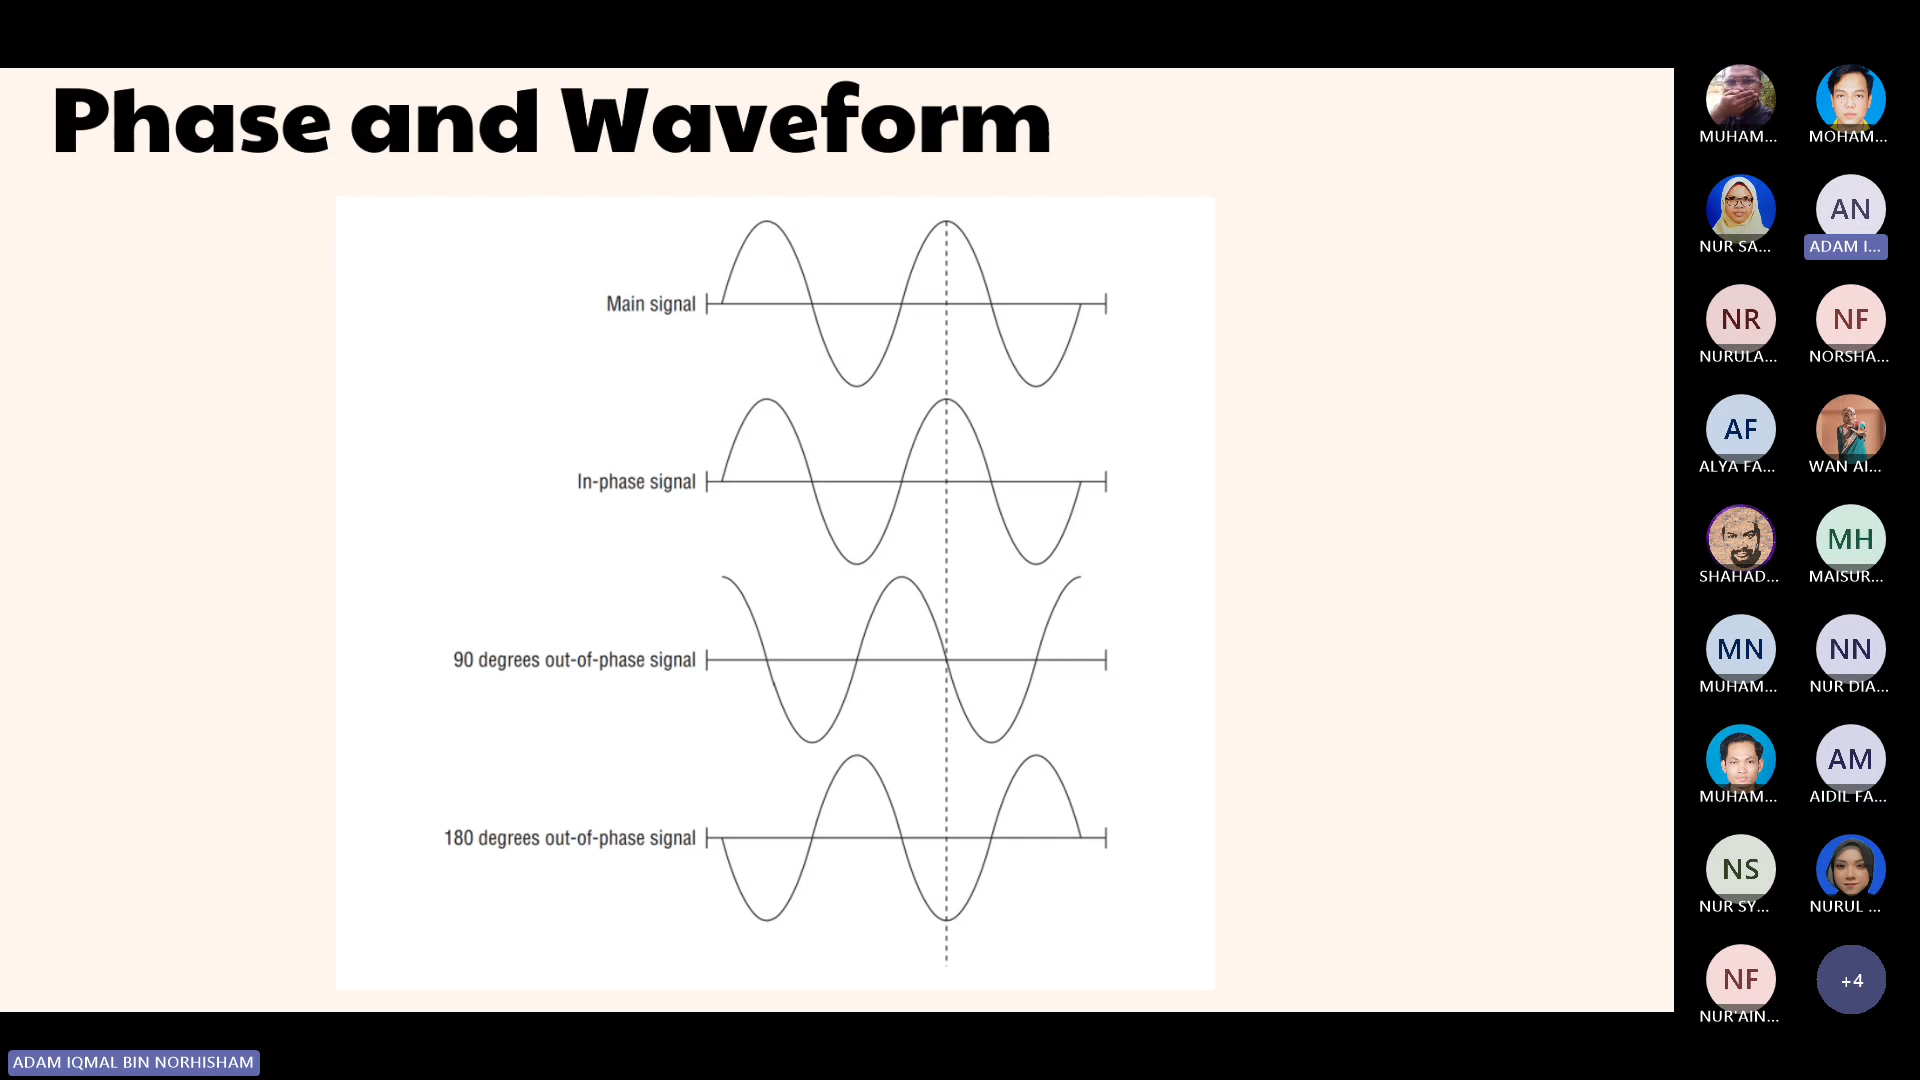 Phase and Waveform
Main signal
In-phase signal
90 degrees out-of-phase signal
180 degrees out-of-phase signal
MUHAM...
MOHAM...
NUR SA...
AN
ADAM I...
NR
NURULA...
NF
NORSHA...
AF
ALYA FA...
WAN AI...
SHAHAD...
MH
MAISUR...
MN
MUHAM...
NN
NUR DIA...
MUHAM...
AM
AIDIL FA...
NS
NUR SY...
NURUL ...
NF
NUR'AIN...
+4
ADAM IQMAL BIN NORHISHAM